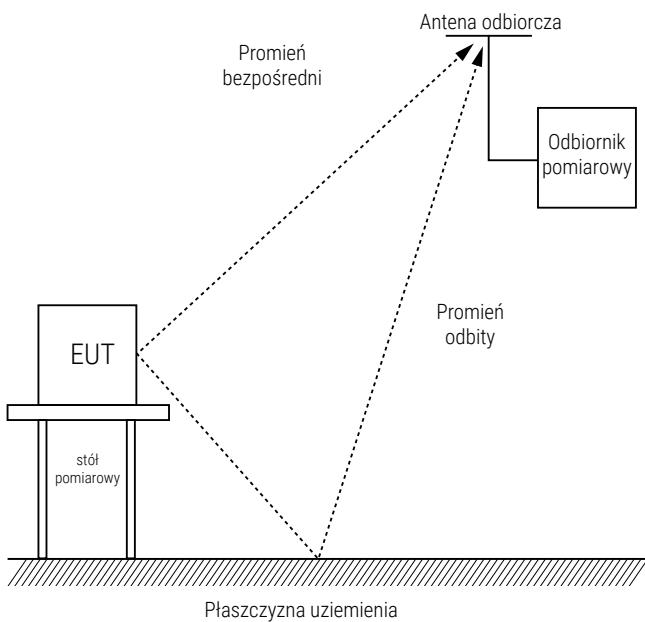 Antena odbiorcza
Promień
bezpośredni
Odbiornik
pomiarowy
Promień
odbity
EUT
stół
pomiarowy
Płaszczyzna uziemienia